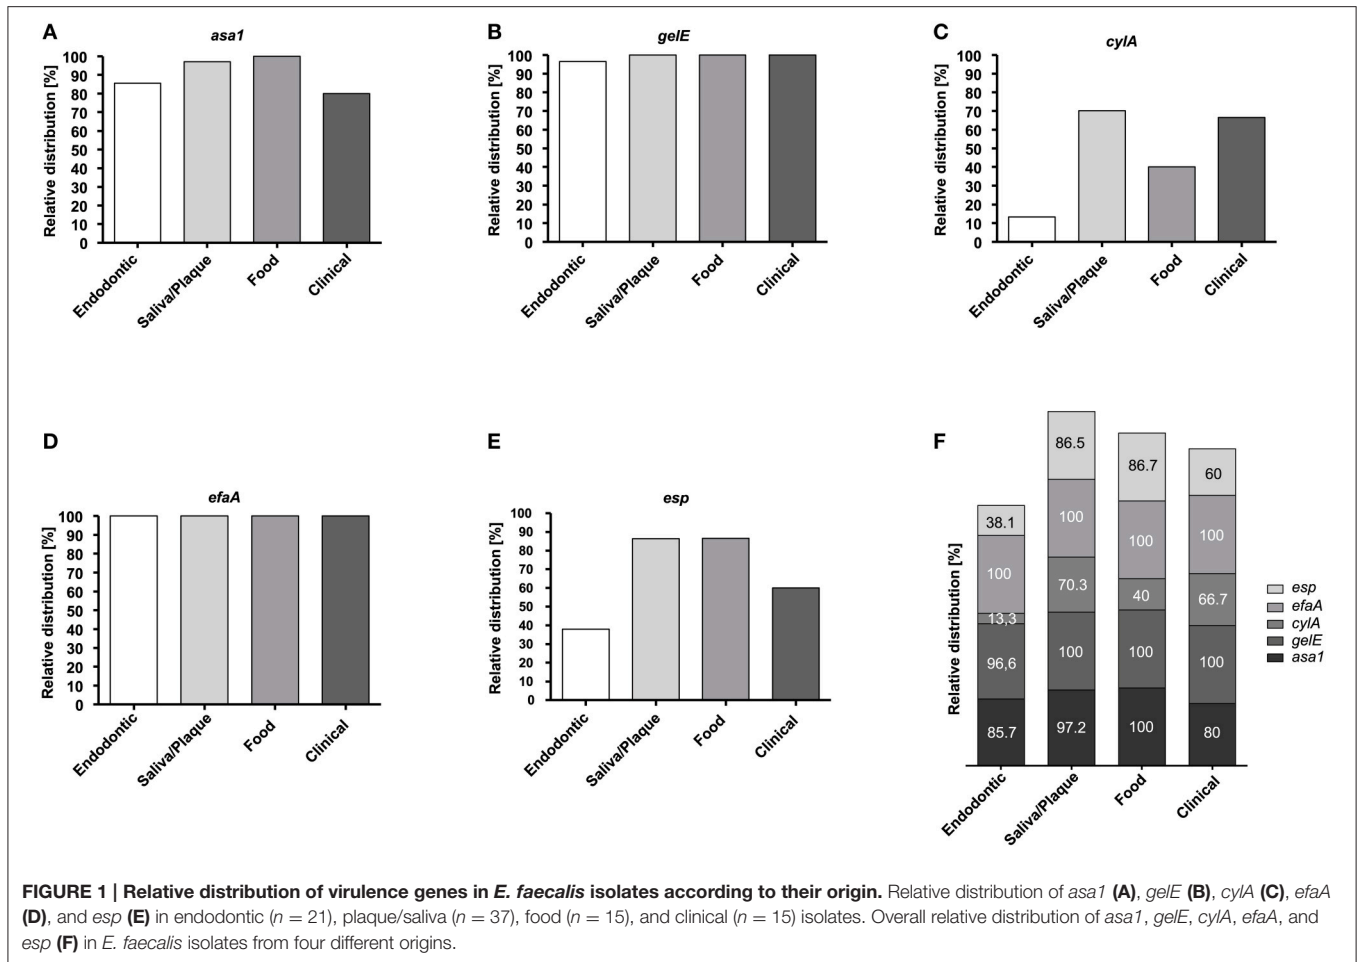 A
asa1
Relative distribution [%]
100
90
80
70
60
50
40
30
20
10
0
Endodontic
Saliva/Plaque
Food
Clinical
B
gelE
Relative distribution [%]
100
90
80
70
60
50
40
30
20
10
0
Endodontic
Saliva/Plaque
Food
Clinical
C
cylA
Relative distribution [%]
100
90
80
70
60
50
40
30
20
10
0
Endodontic
Saliva/Plaque
Food
Clinical
D
efaA
Relative distribution [%]
100
90
80
70
60
50
40
30
20
10
0
Endodontic
Saliva/Plaque
Food
Clinical
E
esp
Relative distribution [%]
100
90
80
70
60
50
40
30
20
10
0
Endodontic
Saliva/Plaque
Food
Clinical
F
Relative distribution [%]
38.1
100
13,3
96,6
85.7
86.5
100
70.3
100
97.2
86.7
100
40
100
100
60
100
66.7
100
80
Endodontic
Saliva/Plaque
Food
Clinical
esp
efaA
cylA
gelE
asa1
FIGURE 1 | Relative distribution of virulence genes in E. faecalis isolates according to their origin. Relative distribution of asa1 (A), gelE (B), cylA (C), efaA
(D), and esp (E) in endodontic (n = 21), plaque/saliva (n = 37), food (n = 15), and clinical (n = 15) isolates. Overall relative distribution of asa1, gelE, cylA, efaA, and
esp (F) in E. faecalis isolates from four different origins.